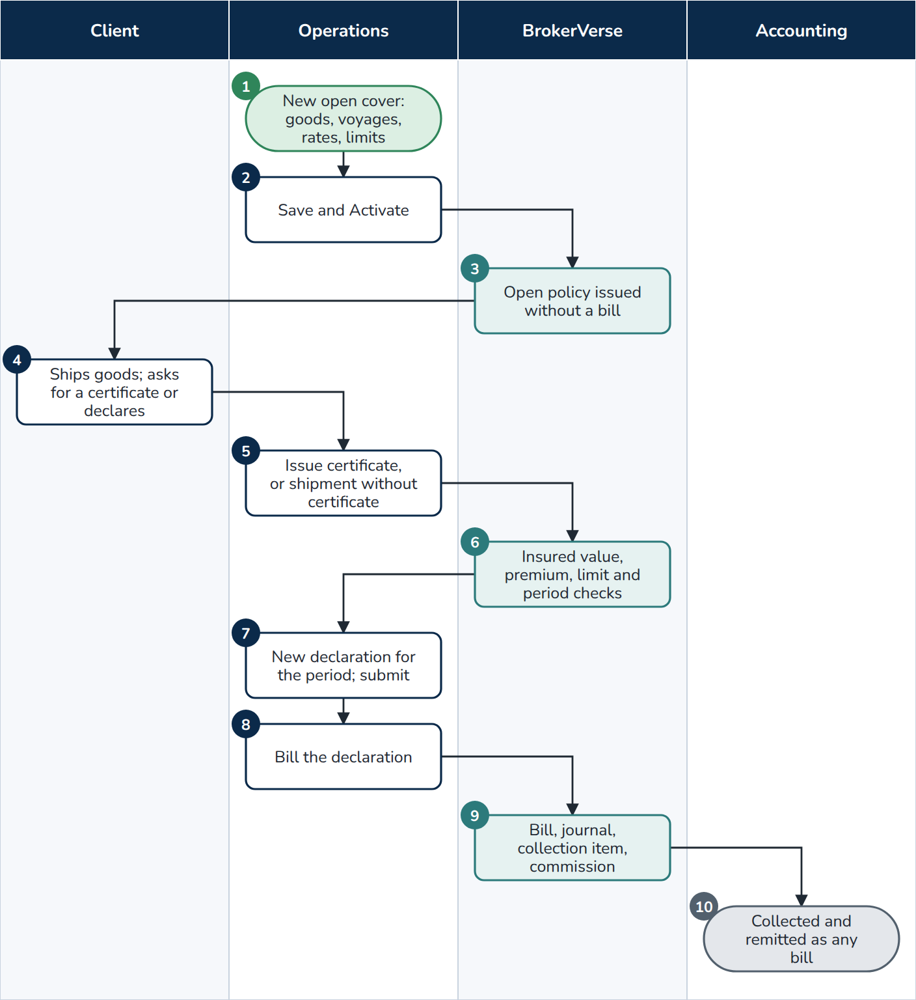 Client
Operations
BrokerVerse
Accounting
1
New open cover:
goods, voyages,
rates, limits
2
Save and Activate
3
Open policy issued
without a bill
4
Ships goods; asks
for a certificate or
declares
5
Issue certificate,
or shipment without
certificate
6
Insured value,
premium, limit and
period checks
7
New declaration for
the period; submit
8
Bill the declaration
9
Bill, journal,
collection item,
commission
10
Collected and
remitted as any
bill